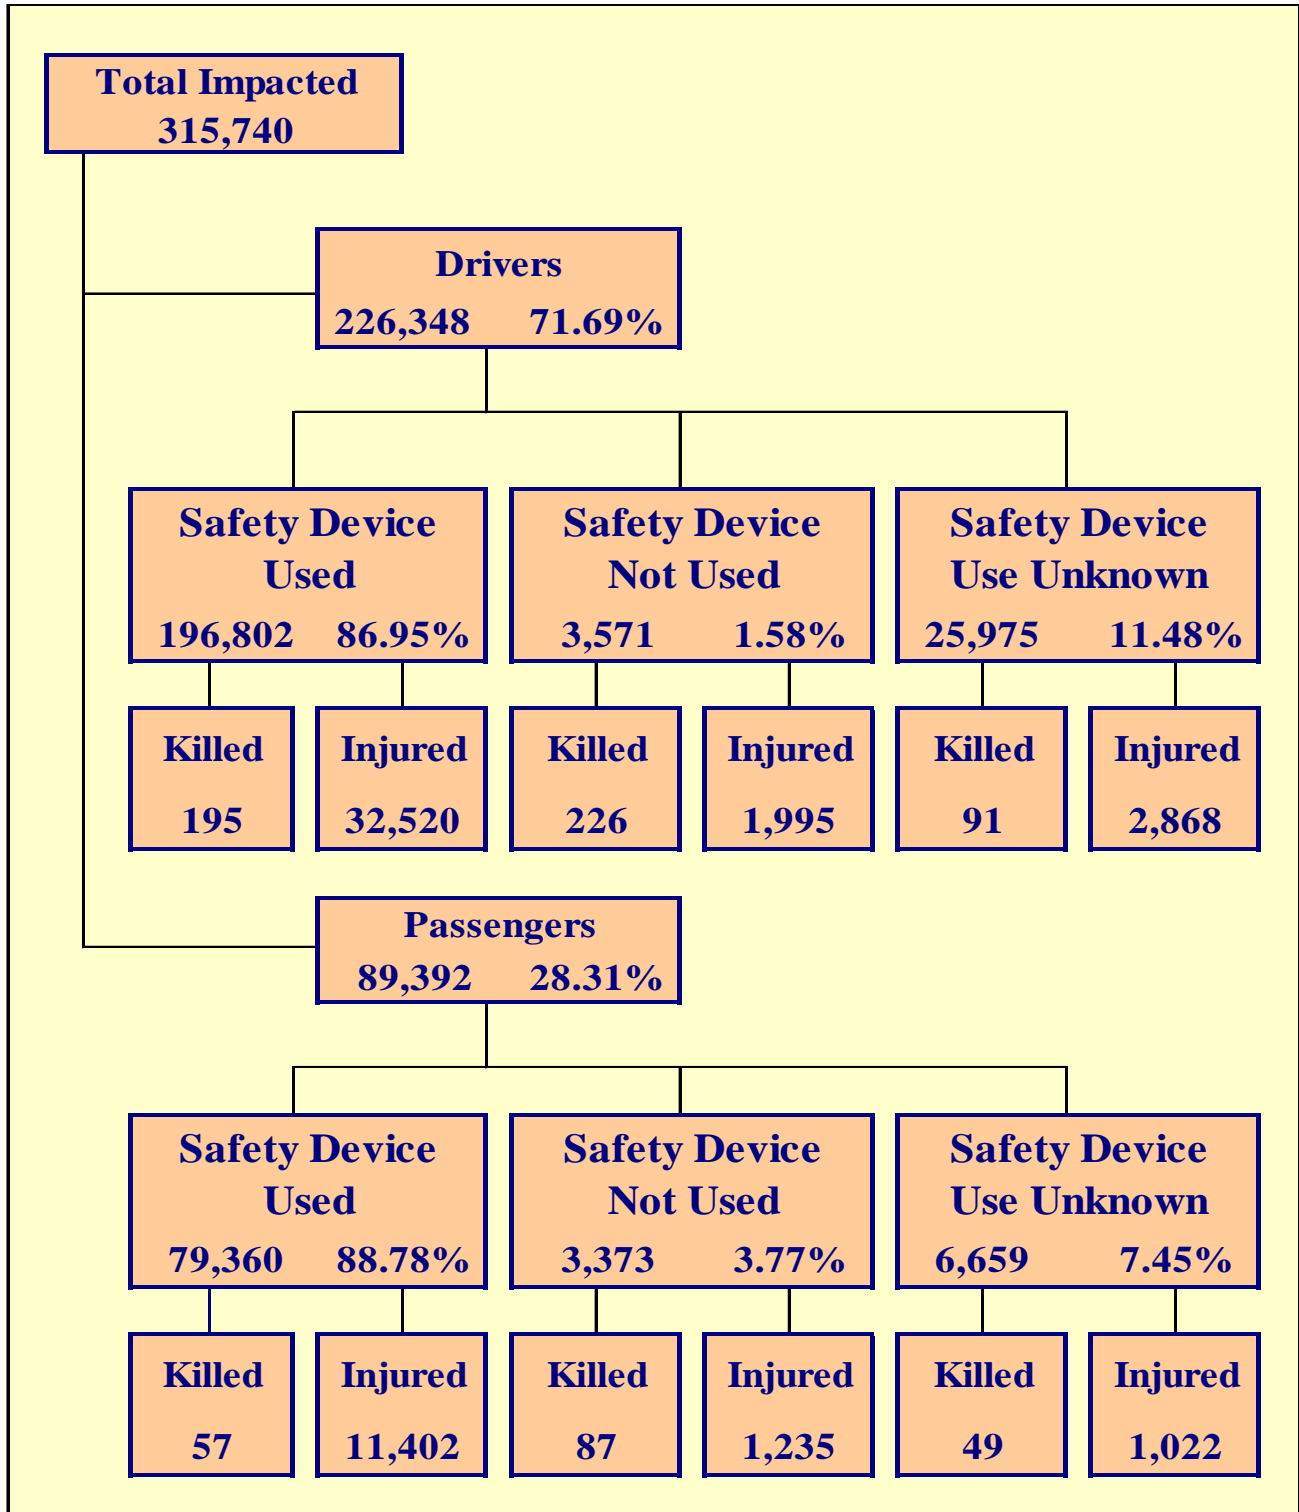 Total Impacted
315,740
Drivers
226,348 71.69%
Safety Device Used
196,802 86.95%
Safety Device Not Used
3,571 1.58%
Safety Device Use Unknown
25,975 11.48%
Killed
195
Injured
32,520
Killed
226
Injured
1,995
Killed
91
Injured
2,868
Passengers
89,392 28.31%
Safety Device
Used
79,360 88.78%
Safety Device
Not Used
3,373 3.77%
Safety Device
Use Unknown
6,659 7.45%
Killed
57
Injured
11,402
Killed
87
Injured
1,235
Killed
49
Injured
1,022